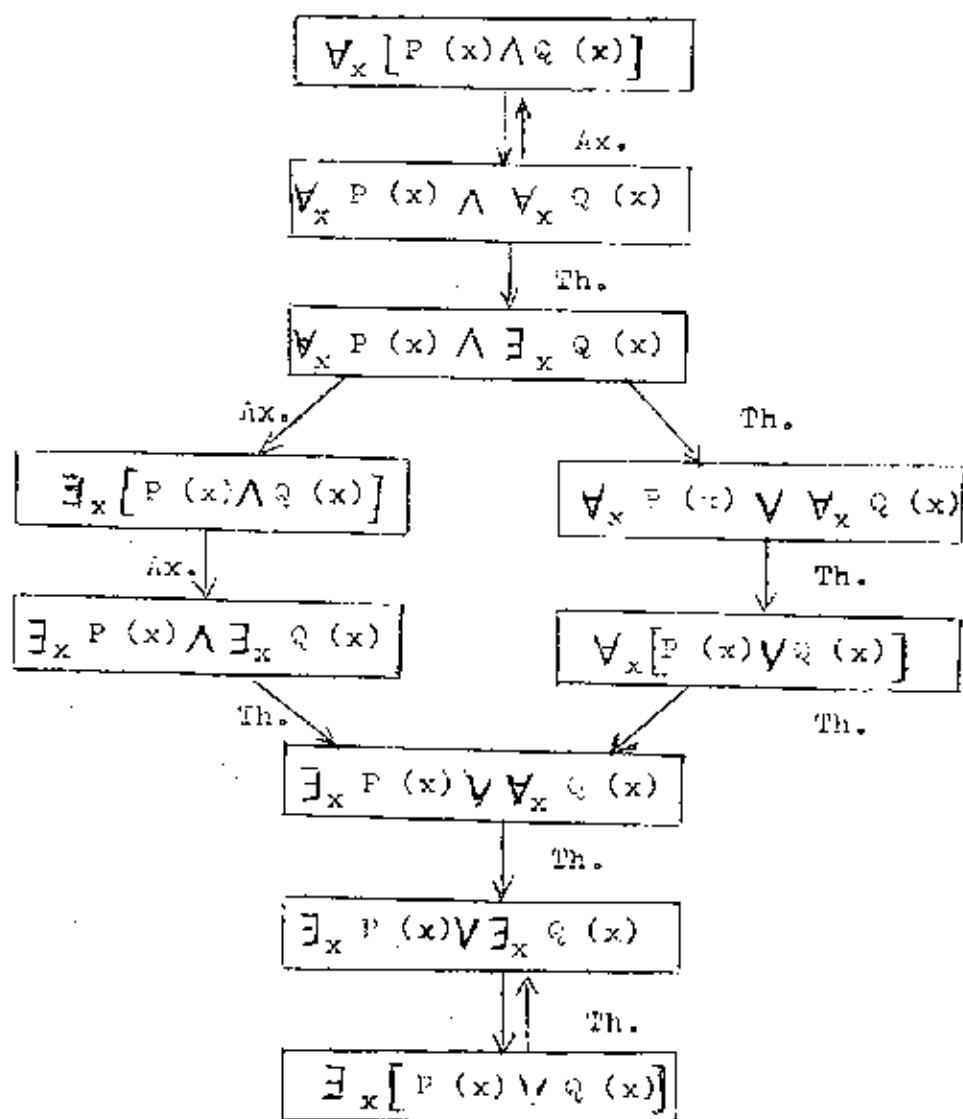 ∀x [P (x) ∧ Q (x)]
Ax.
∀x P (x) ∧ ∀x Q (x)
Th.
∀x P (x) ∧ ∃x Q (x)
Ax. Th.
∃x [P (x) ∧ Q (x)] ∀x P (x) ∨ ∀x Q (x)
Ax. Th.
∃x P (x) ∧ ∃x Q (x) ∀x [P (x) ∨ Q (x)]
Th. Th.
∃x P (x) ∨ ∀x Q (x)
Th.
∃x P (x) ∨ ∃x Q (x)
Th.
∃x [P (x) ∨ Q (x)]